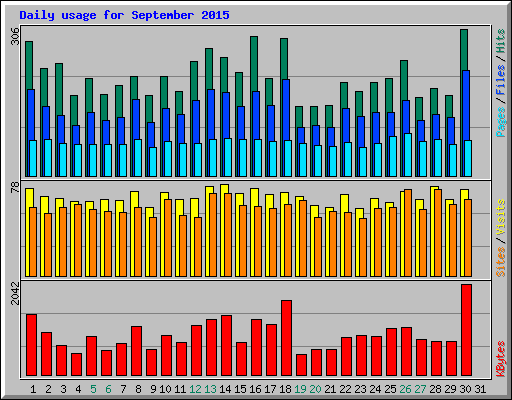 Daily usage for September 2015
306
Pages / Files / Hits
78
Sites / Visits
2042
KBytes
1 2 3 4 5 6 7 8 9 10 11 12 13 14 15 16 17 18 19 20 21 22 23 24 25 26 27 28 29 30 31